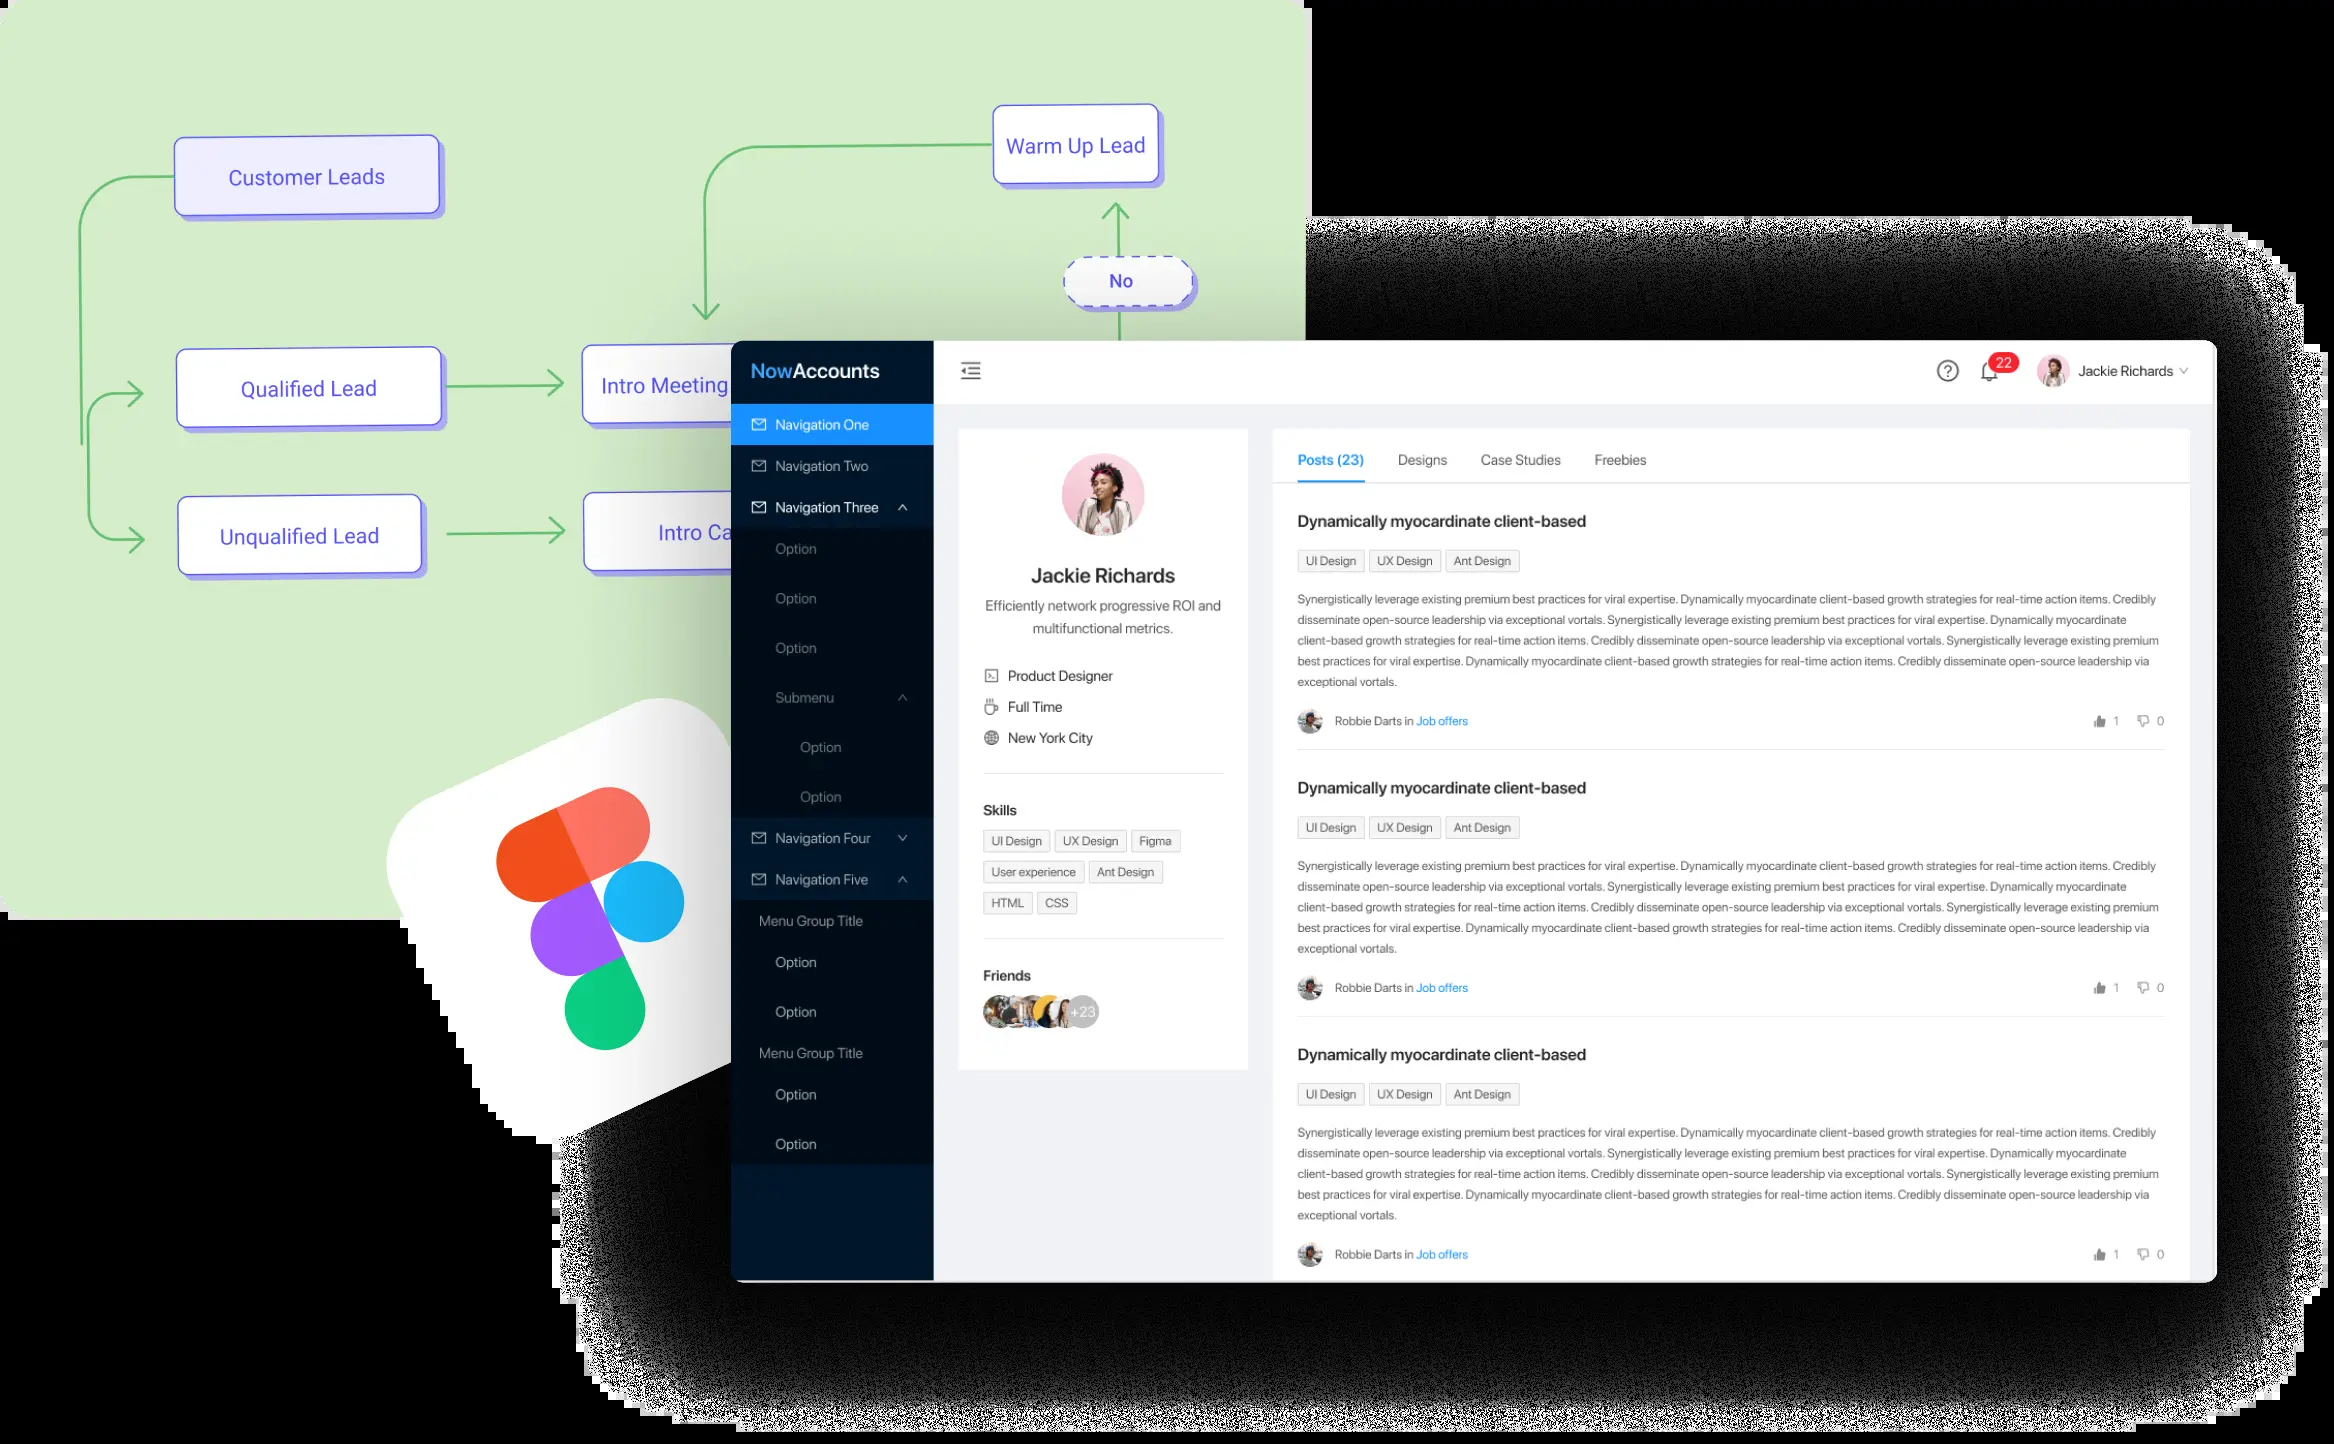 Customer Leads
Warm Up Lead
No
Qualified Lead
Intro Meeting
Unqualified Lead
Intro
NowAccounts
22
Jackie Richards
Navigation One
Navigation Two
Navigation Three
Option
Option
Option
Submenu
Option
Option
Navigation Four
Navigation Five
Menu Group Title
Option
Option
Menu Group Title
Option
Option
Jackie Richards
Efficiently network progressive ROI and
multifunctional metrics.
Product Designer
Full Time
New York City
Skills
UI Design UX Design Figma
User experience Ant Design
HTML CSS
Friends
+23
Posts (23) Designs Case Studies Freebies
Dynamically myocardinate client-based
UI Design UX Design Ant Design
Synergistically leverage existing premium best practices for viral expertise. Dynamically myocardinate client-based growth strategies for real-time action items. Credibly
disseminate open-source leadership via exceptional vortals. Synergistically leverage existing premium best practices for viral expertise. Dynamically myocardinate
client-based growth strategies for real-time action items. Credibly disseminate open-source leadership via exceptional vortals. Synergistically leverage existing premium
best practices for viral expertise. Dynamically myocardinate client-based growth strategies for real-time action items. Credibly disseminate open-source leadership via
exceptional vortals.
Robbie Darts in Job offers 1 0
Dynamically myocardinate client-based
UI Design UX Design Ant Design
Synergistically leverage existing premium best practices for viral expertise. Dynamically myocardinate client-based growth strategies for real-time action items. Credibly
disseminate open-source leadership via exceptional vortals. Synergistically leverage existing premium best practices for viral expertise. Dynamically myocardinate
client-based growth strategies for real-time action items. Credibly disseminate open-source leadership via exceptional vortals. Synergistically leverage existing premium
best practices for viral expertise. Dynamically myocardinate client-based growth strategies for real-time action items. Credibly disseminate open-source leadership via
exceptional vortals.
Robbie Darts in Job offers 1 0
Dynamically myocardinate client-based
UI Design UX Design Ant Design
Synergistically leverage existing premium best practices for viral expertise. Dynamically myocardinate client-based growth strategies for real-time action items. Credibly
disseminate open-source leadership via exceptional vortals. Synergistically leverage existing premium best practices for viral expertise. Dynamically myocardinate
client-based growth strategies for real-time action items. Credibly disseminate open-source leadership via exceptional vortals. Synergistically leverage existing premium
best practices for viral expertise. Dynamically myocardinate client-based growth strategies for real-time action items. Credibly disseminate open-source leadership via
exceptional vortals.
Robbie Darts in Job offers 1 0